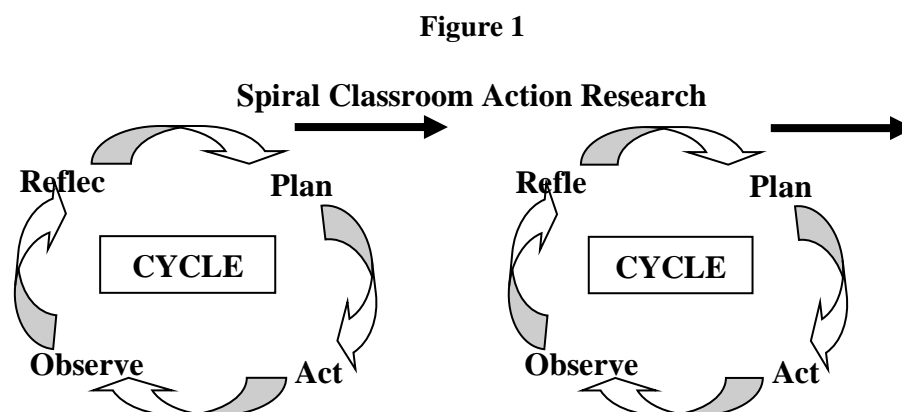 Figure 1
Spiral Classroom Action Research
Reflec
Plan
CYCLE
Observe
Act
Refle
Plan
CYCLE
Observe
Act